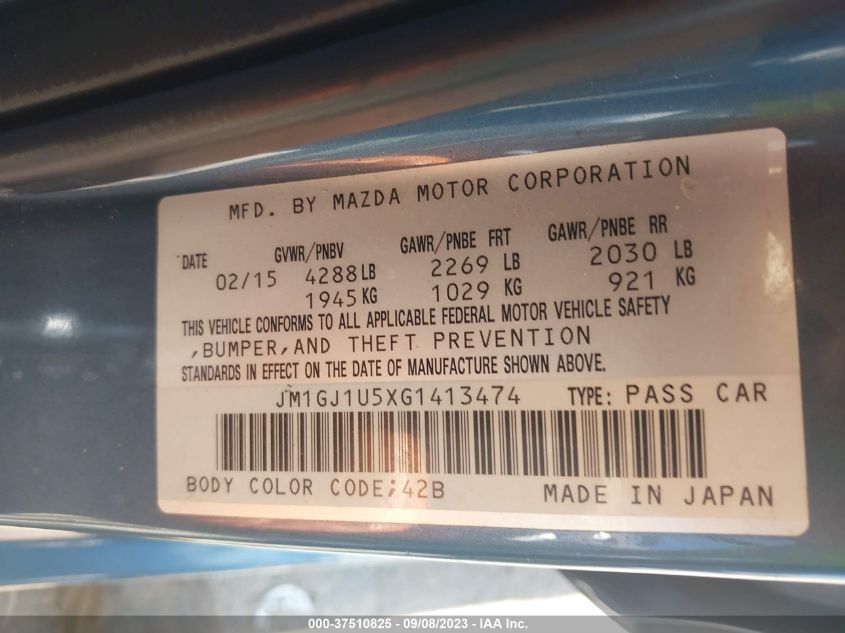 MFD. BY MAZDA MOTOR CORPORATION
DATE GVWR/PNBV GAWR/PNBE FRT GAWR/PNBE RR
02/15 4288 LB 2269 LB 2030 LB
1945 KG 1029 KG 921 KG
THIS VEHICLE CONFORMS TO ALL APPLICABLE FEDERAL MOTOR VEHICLE SAFETY
,BUMPER,AND THEFT PREVENTION
STANDARDS IN EFFECT ON THE DATE OF MANUFACTURE SHOWN ABOVE.
JM1GJ1U5XG1413474 TYPE: PASS CAR
BODY COLOR CODE;42B MADE IN JAPAN
000-37510825 - 09/08/2023 - IAA Inc.